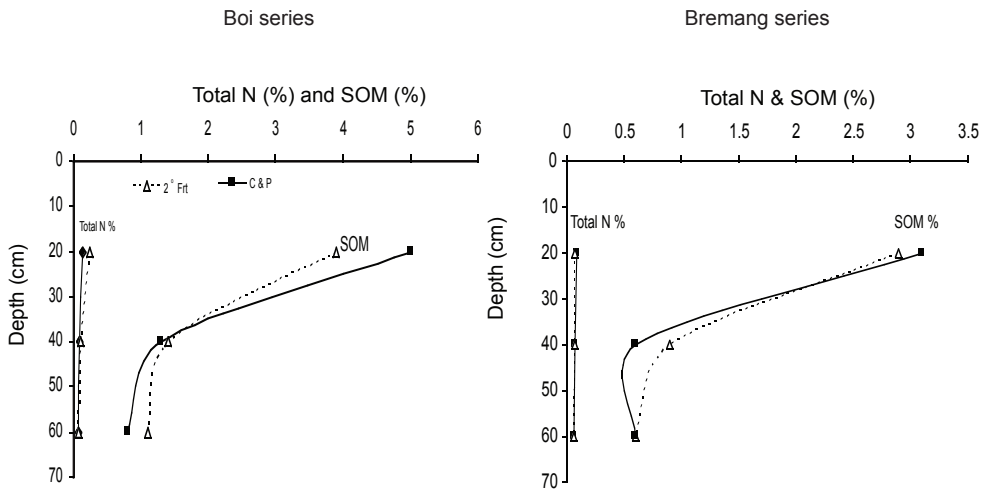 Boi series
Bremang series
Total N (%) and SOM (%)
0 1 2 3 4 5 6
0
10
20
30
40
50
60
70
Depth (cm)
2° Frt
C & P
Total N %
SOM
Total N & SOM (%)
0 0.5 1 1.5 2 2.5 3 3.5
0
10
20
30
40
50
60
70
Depth (cm)
Total N %
SOM %